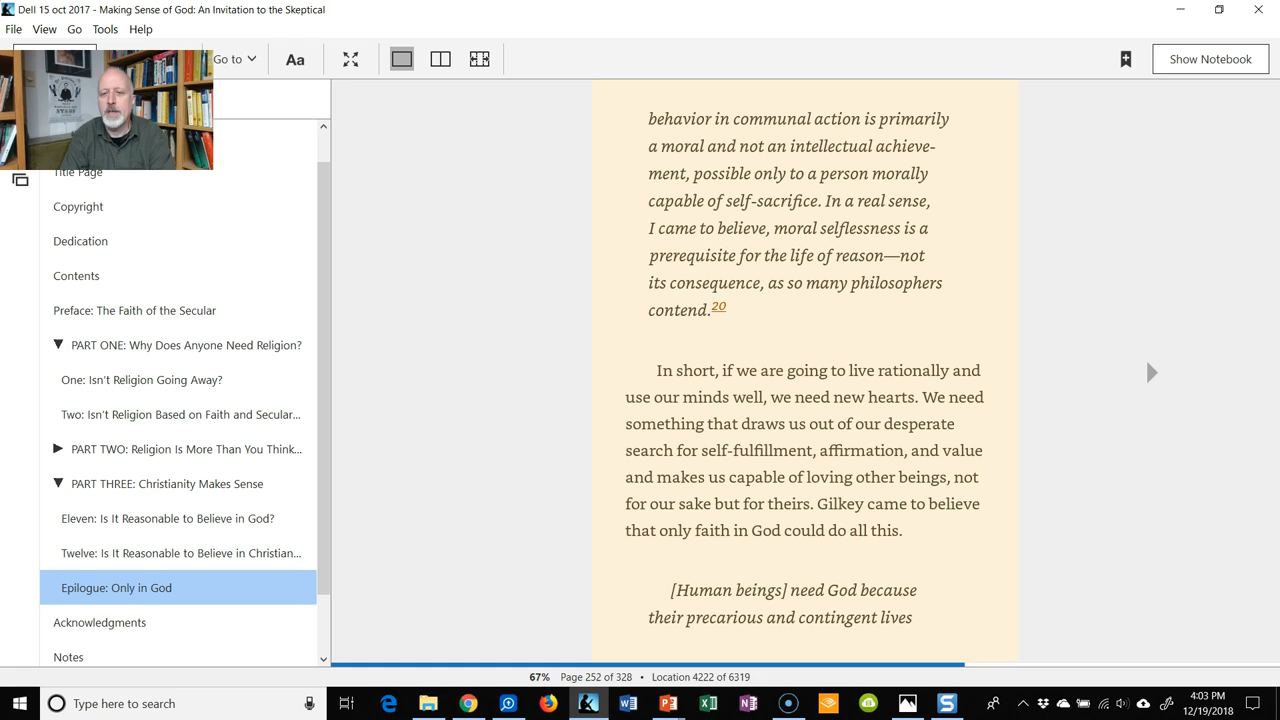 Dell 15 oct 2017 - Making Sense of God: An Invitation to the Skeptical
File View Go Tools Help
Go to Aa Show Notebook
Title Page
Copyright
Dedication
Contents
Preface: The Faith of the Secular
PART ONE: Why Does Anyone Need Religion?
One: Isn't Religion Going Away?
Two: Isn't Religion Based on Faith and Secular...
PART TWO: Religion Is More Than You Think...
PART THREE: Christianity Makes Sense
Eleven: Is It Reasonable to Believe in God?
Twelve: Is It Reasonable to Believe in Christian...
Epilogue: Only in God
Acknowledgments
Notes
behavior in communal action is primarily
a moral and not an intellectual achieve-
ment, possible only to a person morally
capable of self-sacrifice. In a real sense,
I came to believe, moral selflessness is a
prerequisite for the life of reason—not
its consequence, as so many philosophers
contend.20
In short, if we are going to live rationally and
use our minds well, we need new hearts. We need
something that draws us out of our desperate
search for self-fulfillment, affirmation, and value
and makes us capable of loving other beings, not
for our sake but for theirs. Gilkey came to believe
that only faith in God could do all this.
[Human beings] need God because
their precarious and contingent lives
67% Page 252 of 328 • Location 4222 of 6319
Type here to search
4:03 PM
12/19/2018